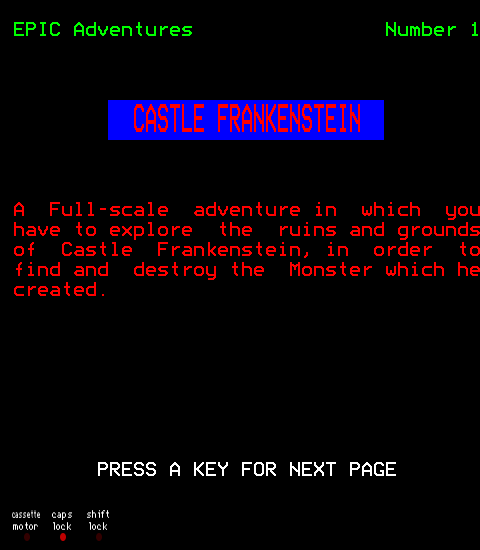 EPIC Adventures Number 1
CASTLE FRANKENSTEIN
A Full-scale adventure in which you
have to explore the ruins and grounds
of Castle Frankenstein, in order to
find and destroy the Monster which he
created.
PRESS A KEY FOR NEXT PAGE
cassette caps shift
motor lock lock